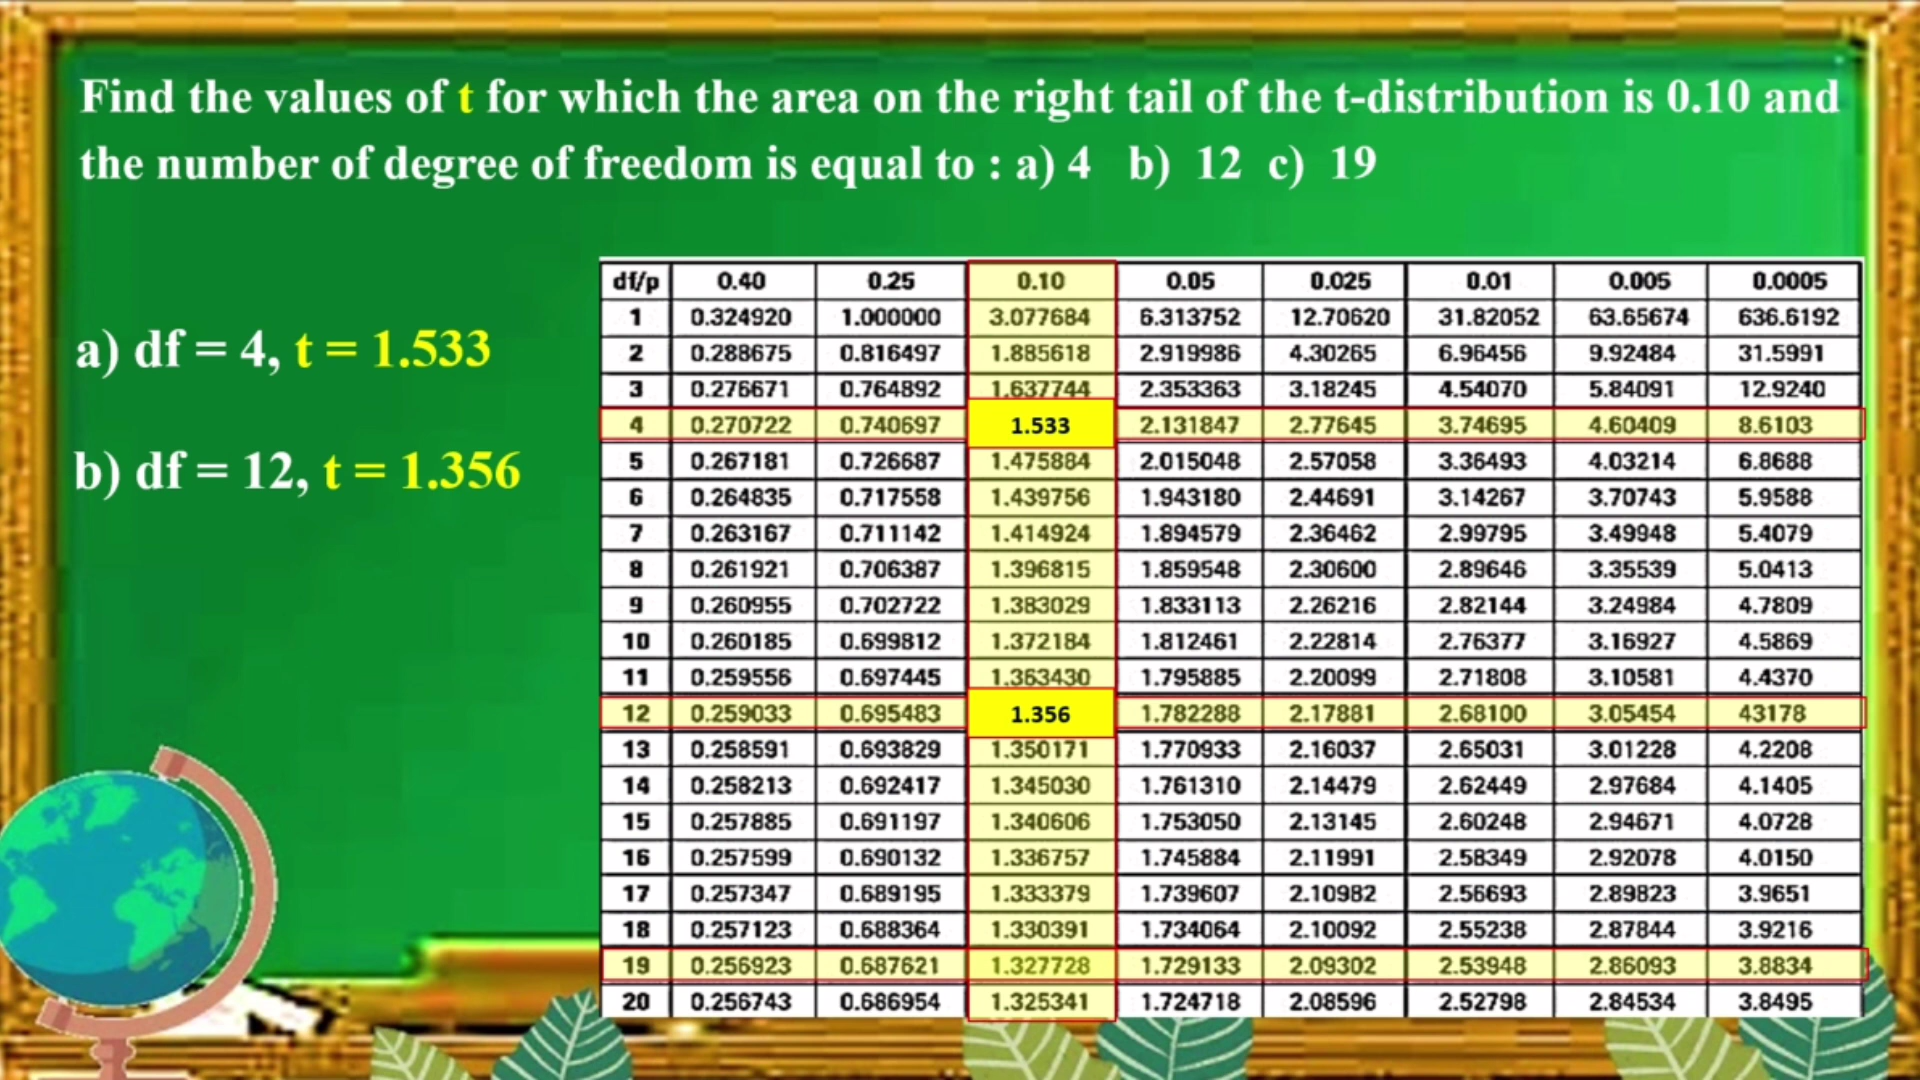 Find the values of t for which the area on the right tail of the t-distribution is 0.10 and
the number of degree of freedom is equal to : a) 4 b) 12 c) 19
a) df = 4, t = 1.533
b) df = 12, t = 1.356
df/p 0.40 0.25 0.10 0.05 0.025 0.01 0.005 0.0005
1 0.324920 1.000000 3.077684 6.313752 12.70620 31.82052 63.65674 636.6192
2 0.288675 0.816497 1.885618 2.919986 4.30265 6.96456 9.92484 31.5991
3 0.276671 0.764892 1.637744 2.353363 3.18245 4.54070 5.84091 12.9240
4 0.270722 0.740697 1.533 2.131847 2.77645 3.74695 4.60409 8.6103
5 0.267181 0.726687 1.475884 2.015048 2.57058 3.36493 4.03214 6.8688
6 0.264835 0.717558 1.439756 1.943180 2.44691 3.14267 3.70743 5.9588
7 0.263167 0.711142 1.414924 1.894579 2.36462 2.99795 3.49948 5.4079
8 0.261921 0.706387 1.396815 1.859548 2.30600 2.89646 3.35539 5.0413
9 0.260955 0.702722 1.383029 1.833113 2.26216 2.82144 3.24984 4.7809
10 0.260185 0.699812 1.372184 1.812461 2.22814 2.76377 3.16927 4.5869
11 0.259556 0.697445 1.363430 1.795885 2.20099 2.71808 3.10581 4.4370
12 0.259033 0.695483 1.356 1.782288 2.17881 2.68100 3.05454 43178
13 0.258591 0.693829 1.350171 1.770933 2.16037 2.65031 3.01228 4.2208
14 0.258213 0.692417 1.345030 1.761310 2.14479 2.62449 2.97684 4.1405
15 0.257885 0.691197 1.340606 1.753050 2.13145 2.60248 2.94671 4.0728
16 0.257599 0.690132 1.336757 1.745884 2.11991 2.58349 2.92078 4.0150
17 0.257347 0.689195 1.333379 1.739607 2.10982 2.56693 2.89823 3.9651
18 0.257123 0.688364 1.330391 1.734064 2.10092 2.55238 2.87844 3.9216
19 0.256923 0.687621 1.327728 1.729133 2.09302 2.53948 2.86093 3.8834
20 0.256743 0.686954 1.325341 1.724718 2.08596 2.52798 2.84534 3.8495